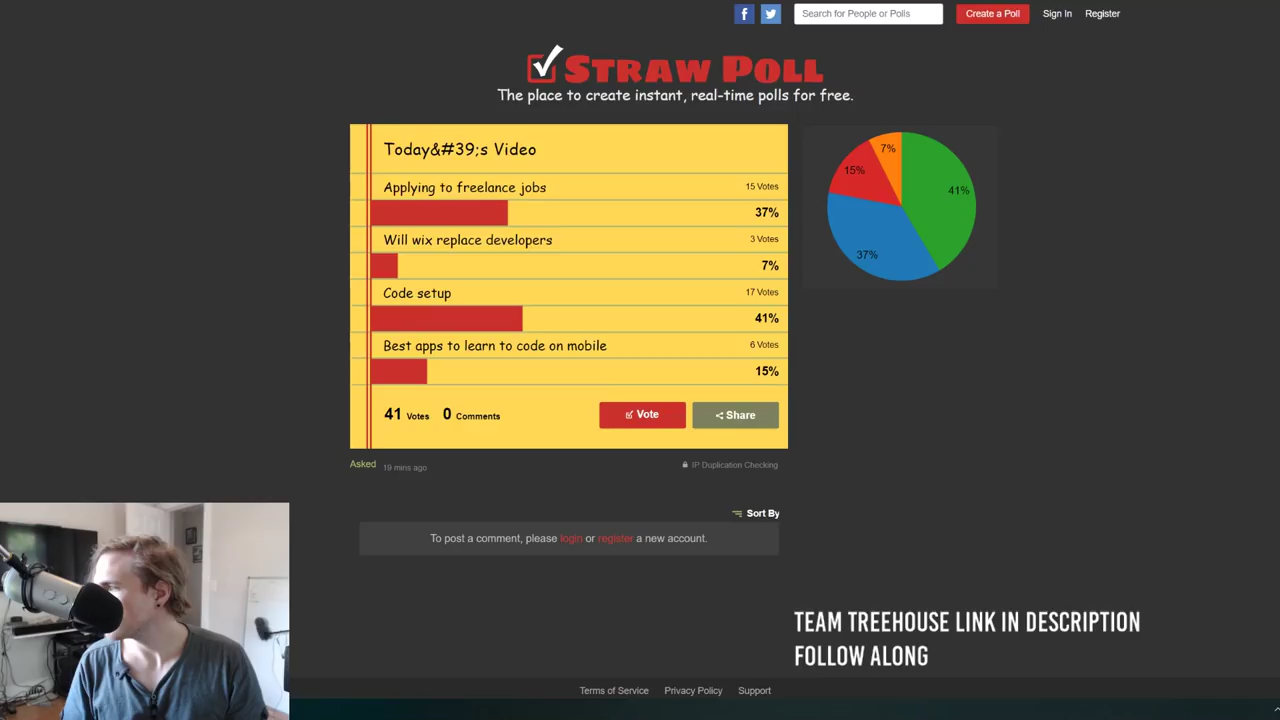 Search for People or Polls
Create a Poll
Sign In
Register
STRAW POLL
The place to create instant, real-time polls for free.
Today&#39;s Video
Applying to freelance jobs 15 Votes
37%
Will wix replace developers 3 Votes
7%
Code setup 17 Votes
41%
Best apps to learn to code on mobile 6 Votes
15%
41 Votes 0 Comments
Vote
Share
Asked 19 mins ago
IP Duplication Checking
7%
15%
41%
37%
Sort By
To post a comment, please login or register a new account.
TEAM TREEHOUSE LINK IN DESCRIPTION
FOLLOW ALONG
Terms of Service Privacy Policy Support